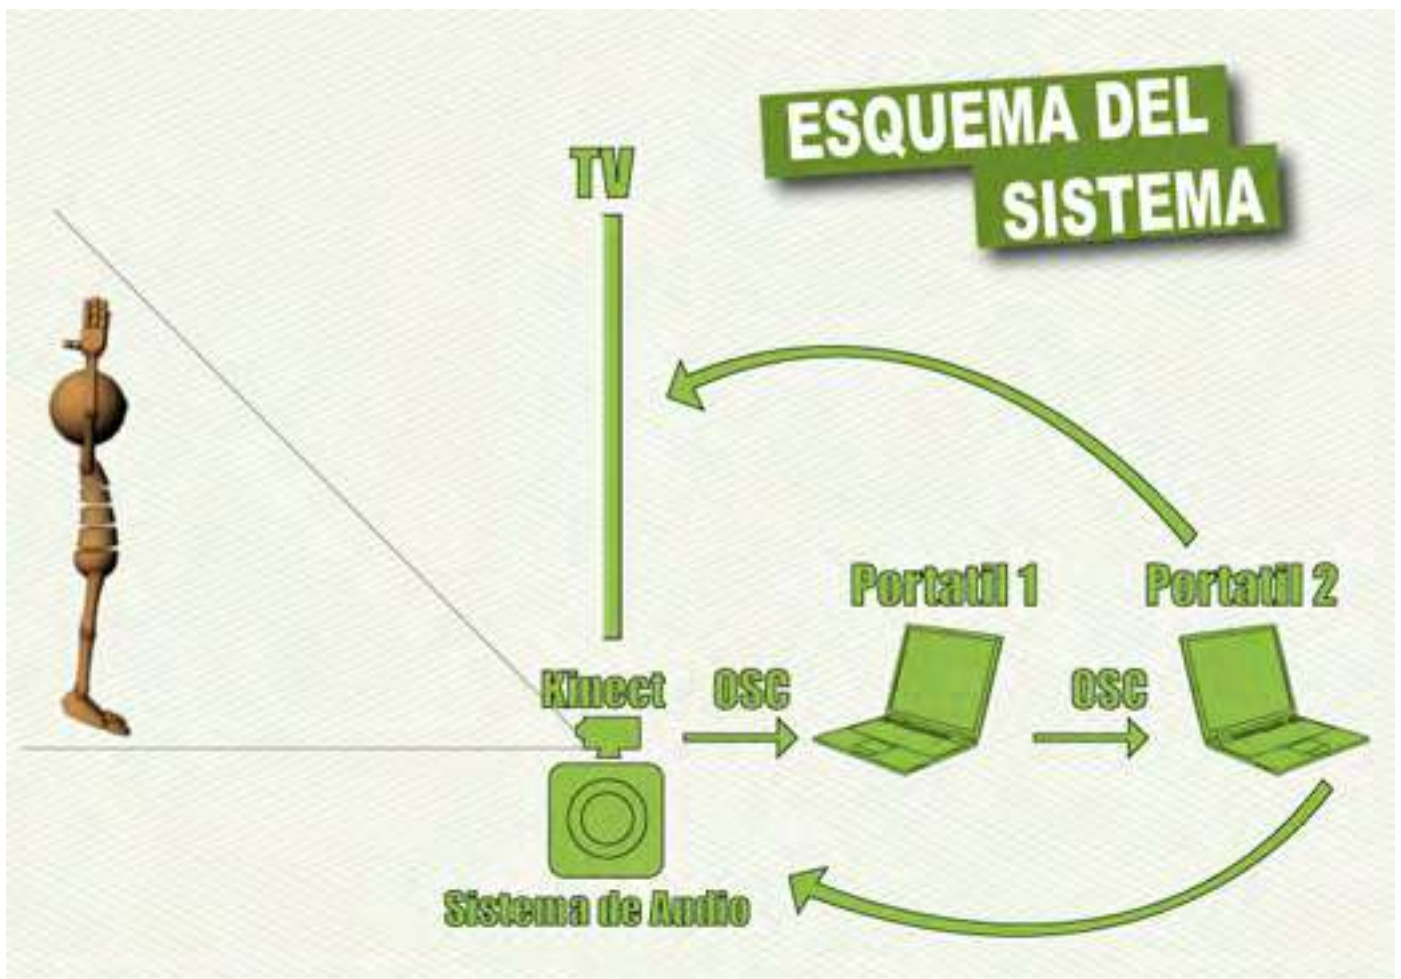 ESQUEMA DEL
SISTEMA
TV
Portatil 1
Portatil 2
Kinect
OSC
OSC
Sistema de Audio